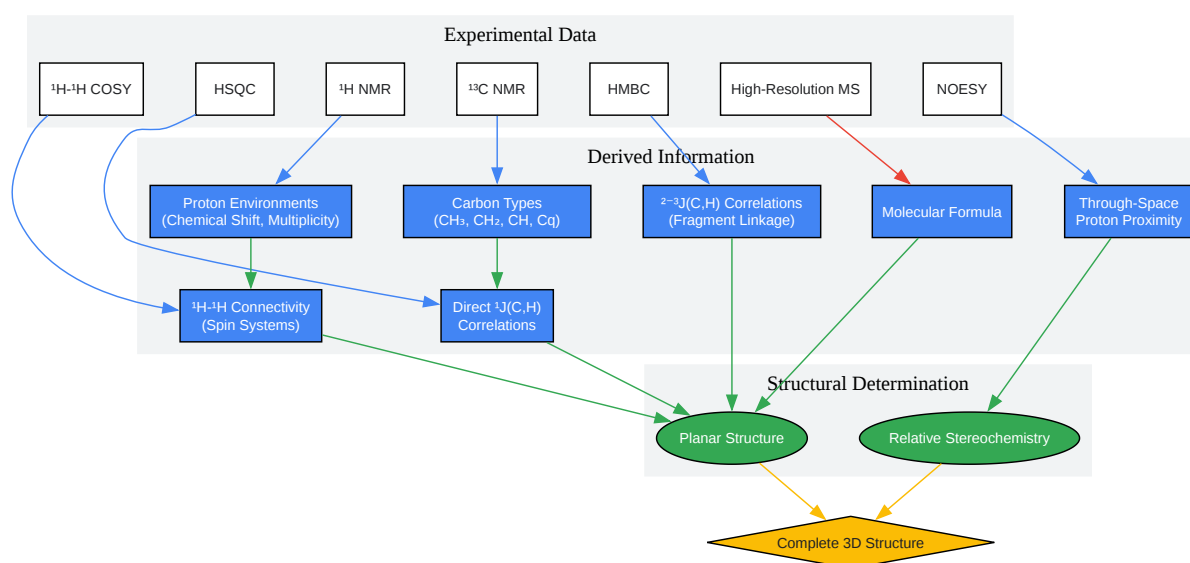 Experimental Data
¹H-¹H COSY
HSQC
¹H NMR
¹³C NMR
HMBC
High-Resolution MS
NOESY
Derived Information
Proton Environments
(Chemical Shift, Multiplicity)
Carbon Types
(CH₃, CH₂, CH, Cq)
²⁻³J(C,H) Correlations
(Fragment Linkage)
Molecular Formula
Through-Space
Proton Proximity
¹H-¹H Connectivity
(Spin Systems)
Direct ¹J(C,H)
Correlations
Structural Determination
Planar Structure
Relative Stereochemistry
Complete 3D Structure